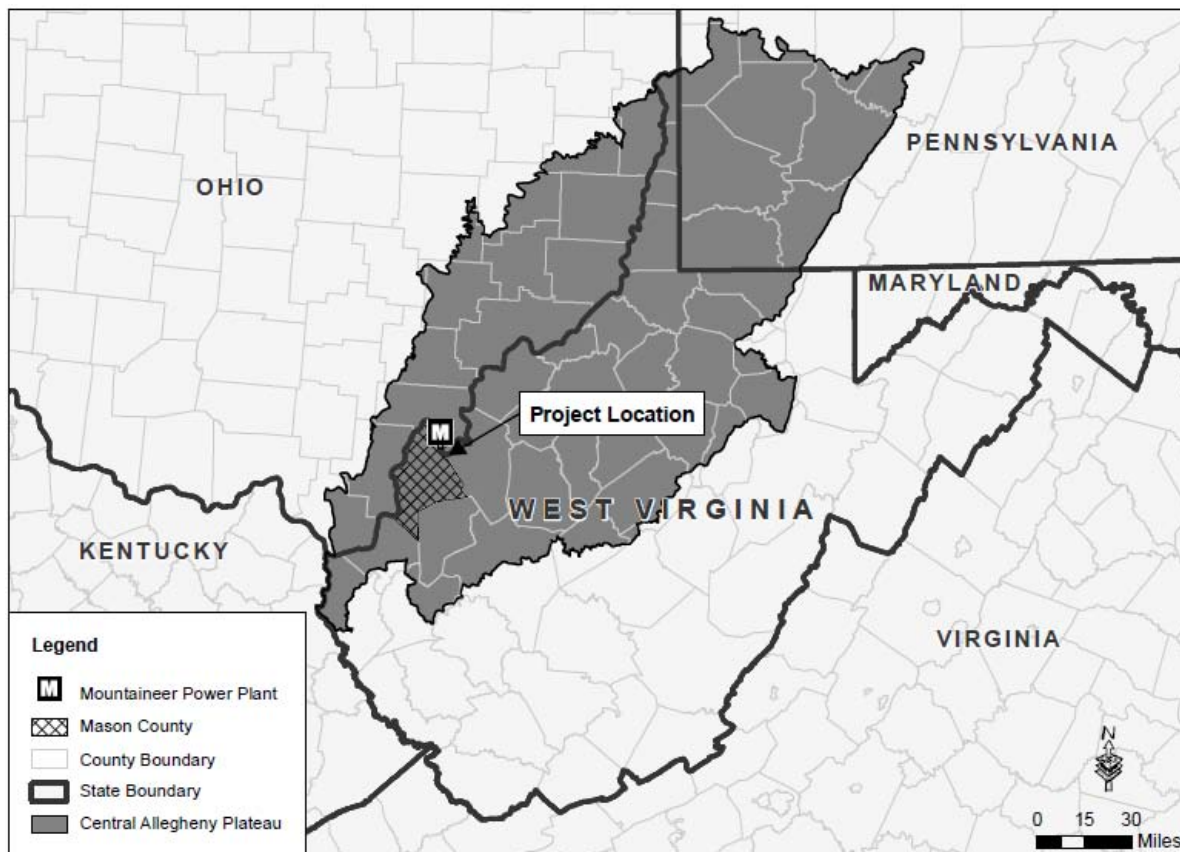 OHIO
PENNSYLVANIA
MARYLAND
M
Project Location
WEST VIRGINIA
KENTUCKY
VIRGINIA
Legend
M Mountaineer Power Plant
Mason County
County Boundary
State Boundary
Central Allegheny Plateau
N
0 15 30
Miles